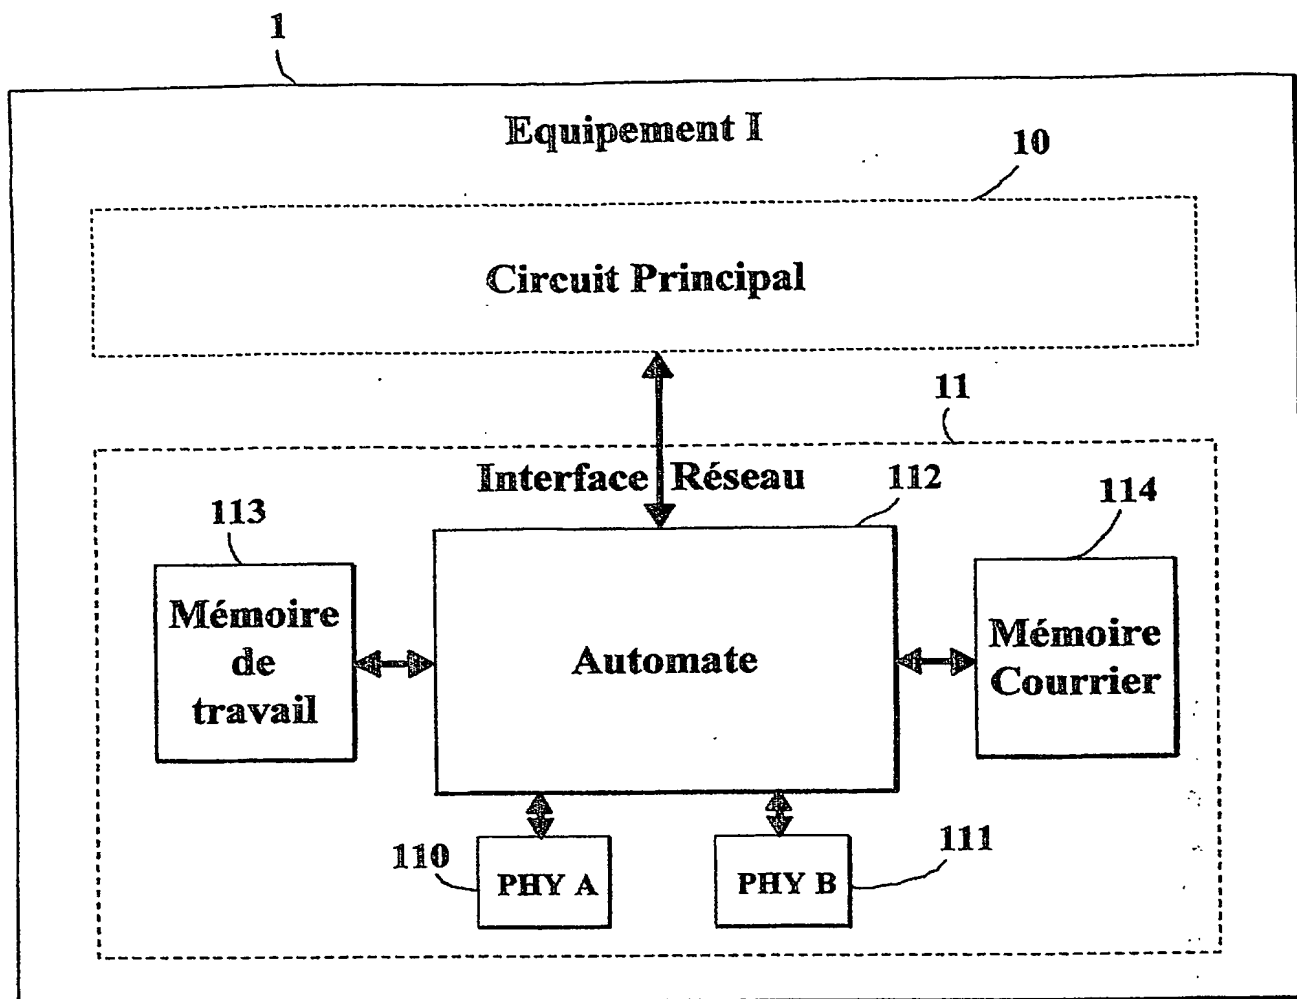 1
Equipement I
10
Circuit Principal
11
Interface Réseau
112
114
113
Mémoire
de
travail
Automate
Mémoire
Courrier
110
PHY A
PHY B
111